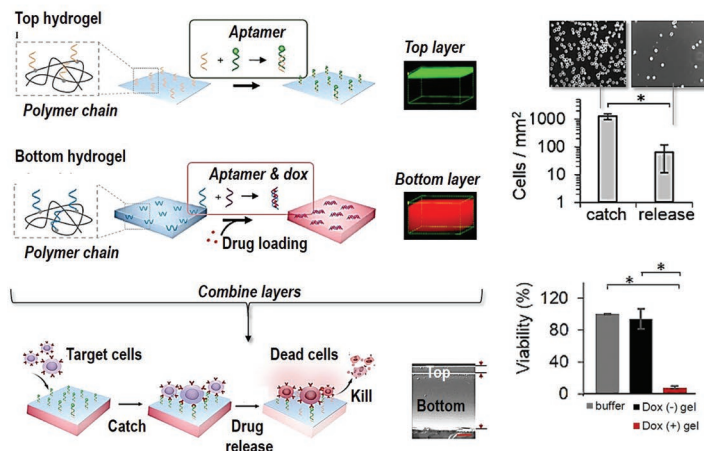 Top hydrogel
Polymer chain
Aptamer
+
Top layer
Bottom hydrogel
Polymer chain
Aptamer & dox
+
Drug loading
Bottom layer
Combine layers
Target cells
Catch
Drug
release
Dead cells
Kill
Top
Bottom
*
Cells / mm²
1000
100
10
1
catch
release
*
*
Viability (%)
120
80
40
0
buffer
Dox (-) gel
Dox (+) gel